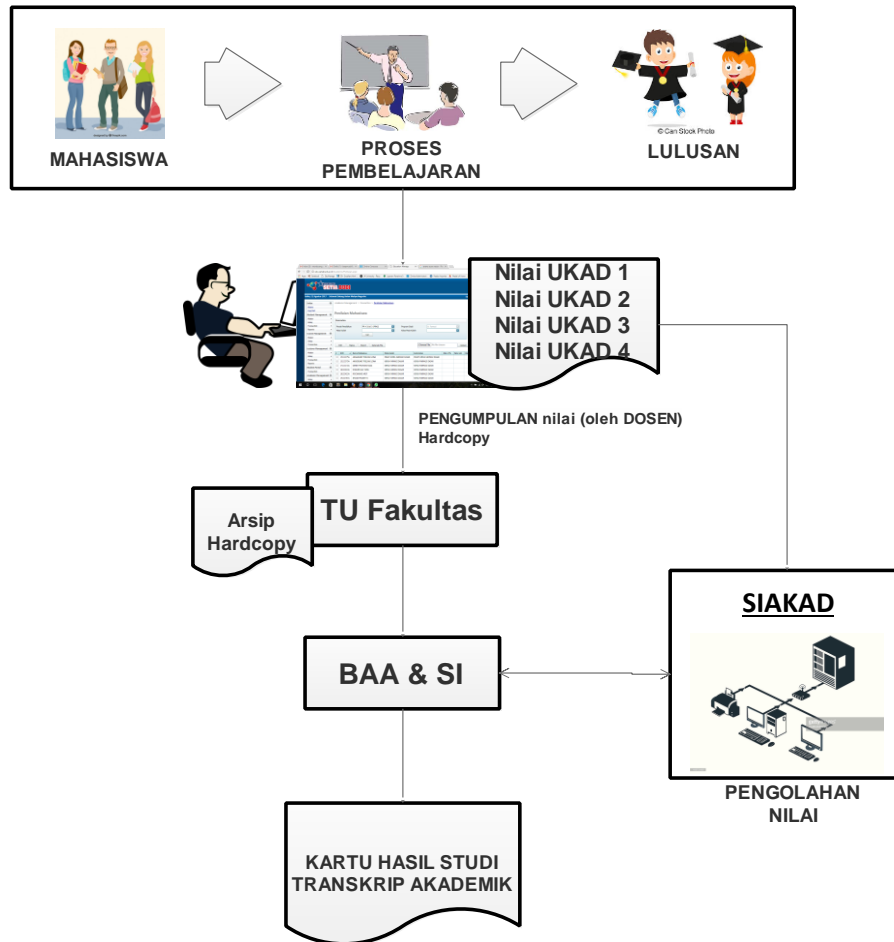 © Can Stock Photo
MAHASISWA
PROSES
PEMBELAJARAN
LULUSAN
Nilai UKAD 1
Nilai UKAD 2
Nilai UKAD 3
Nilai UKAD 4
PENGUMPULAN nilai (oleh DOSEN)
Hardcopy
Arsip
Hardcopy
TU Fakultas
SIAKAD
BAA & SI
PENGOLAHAN
NILAI
KARTU HASIL STUDI
TRANSKRIP AKADEMIK